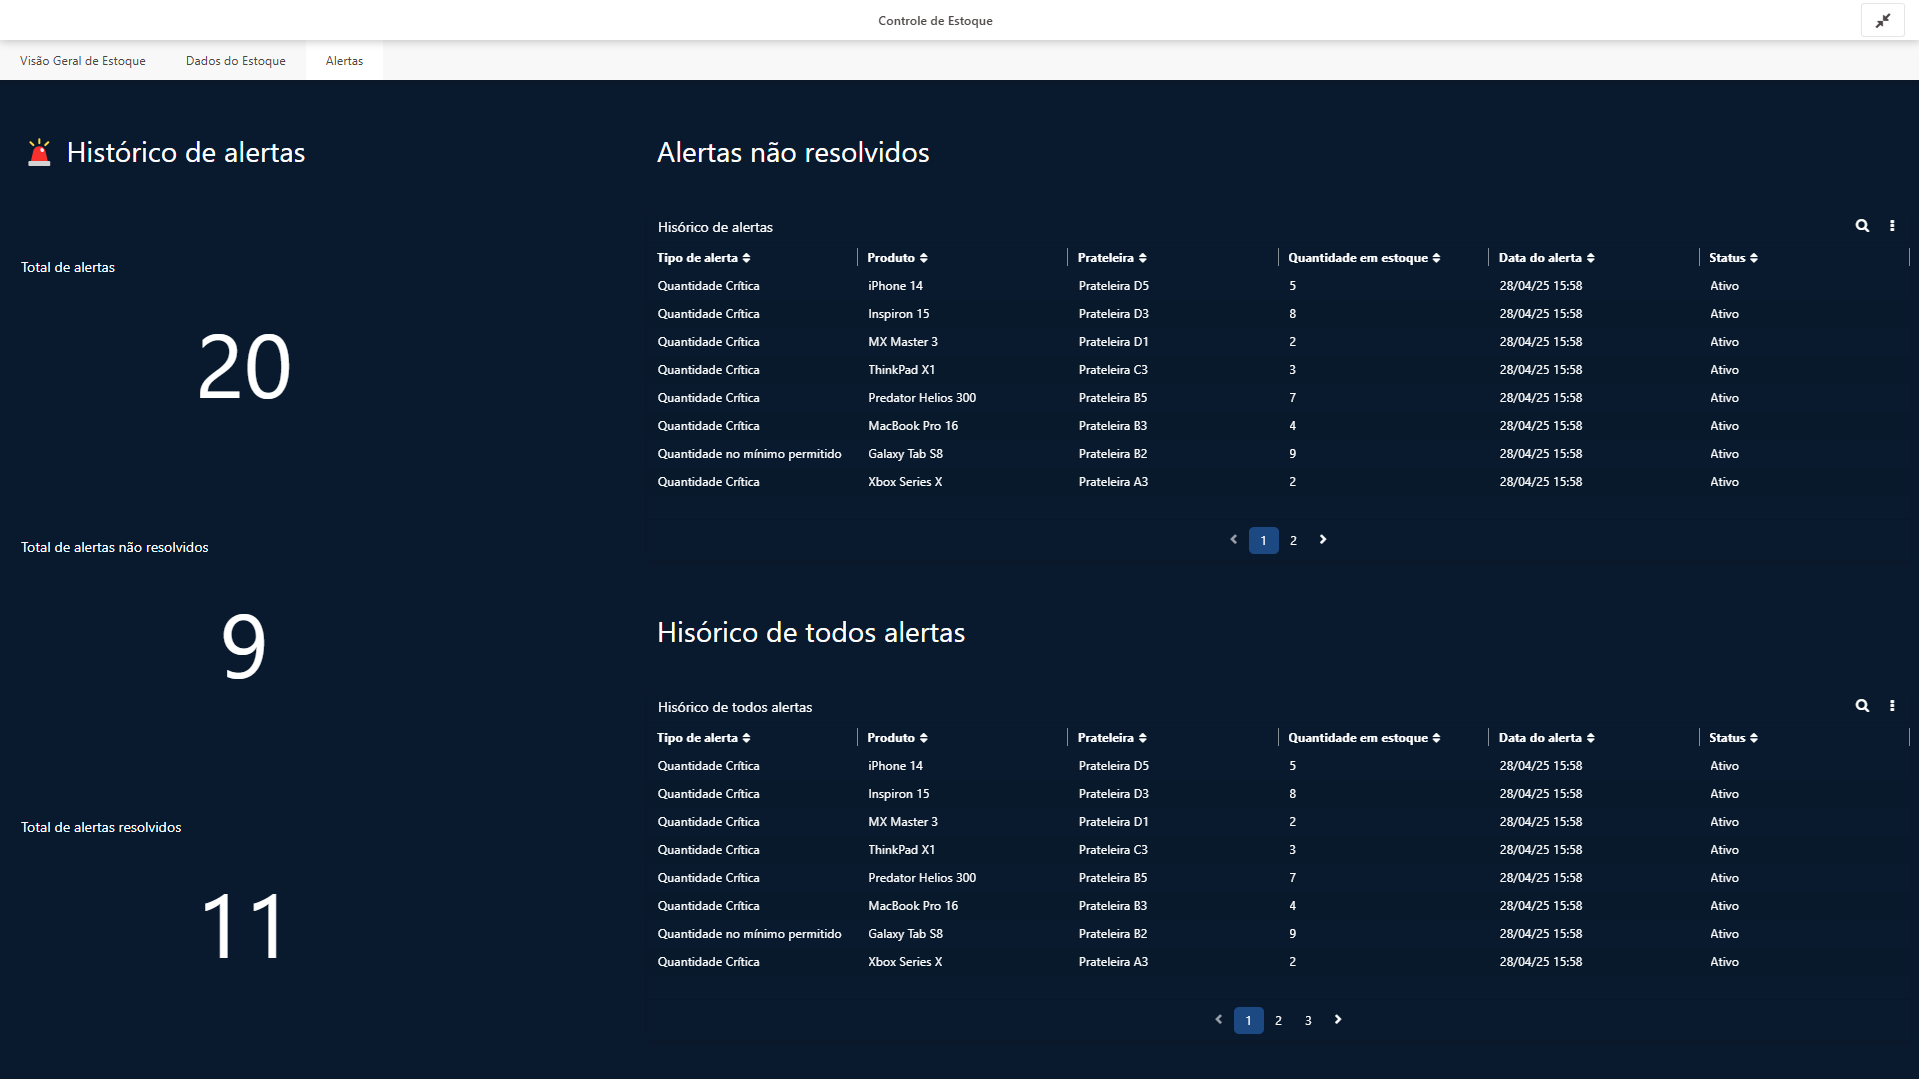 Controle de Estoque
Visão Geral de Estoque Dados do Estoque Alertas
Histórico de alertas
Total de alertas
20
Total de alertas não resolvidos
9
Total de alertas resolvidos
11
Alertas não resolvidos
Hisórico de alertas
Tipo de alerta Produto Prateleira Quantidade em estoque Data do alerta Status
Quantidade Crítica iPhone 14 Prateleira D5 5 28/04/25 15:58 Ativo
Quantidade Crítica Inspiron 15 Prateleira D3 8 28/04/25 15:58 Ativo
Quantidade Crítica MX Master 3 Prateleira D1 2 28/04/25 15:58 Ativo
Quantidade Crítica ThinkPad X1 Prateleira C3 3 28/04/25 15:58 Ativo
Quantidade Crítica Predator Helios 300 Prateleira B5 7 28/04/25 15:58 Ativo
Quantidade Crítica MacBook Pro 16 Prateleira B3 4 28/04/25 15:58 Ativo
Quantidade no mínimo permitido Galaxy Tab S8 Prateleira B2 9 28/04/25 15:58 Ativo
Quantidade Crítica Xbox Series X Prateleira A3 2 28/04/25 15:58 Ativo
1 2
Hisórico de todos alertas
Hisórico de todos alertas
Tipo de alerta Produto Prateleira Quantidade em estoque Data do alerta Status
Quantidade Crítica iPhone 14 Prateleira D5 5 28/04/25 15:58 Ativo
Quantidade Crítica Inspiron 15 Prateleira D3 8 28/04/25 15:58 Ativo
Quantidade Crítica MX Master 3 Prateleira D1 2 28/04/25 15:58 Ativo
Quantidade Crítica ThinkPad X1 Prateleira C3 3 28/04/25 15:58 Ativo
Quantidade Crítica Predator Helios 300 Prateleira B5 7 28/04/25 15:58 Ativo
Quantidade Crítica MacBook Pro 16 Prateleira B3 4 28/04/25 15:58 Ativo
Quantidade no mínimo permitido Galaxy Tab S8 Prateleira B2 9 28/04/25 15:58 Ativo
Quantidade Crítica Xbox Series X Prateleira A3 2 28/04/25 15:58 Ativo
1 2 3